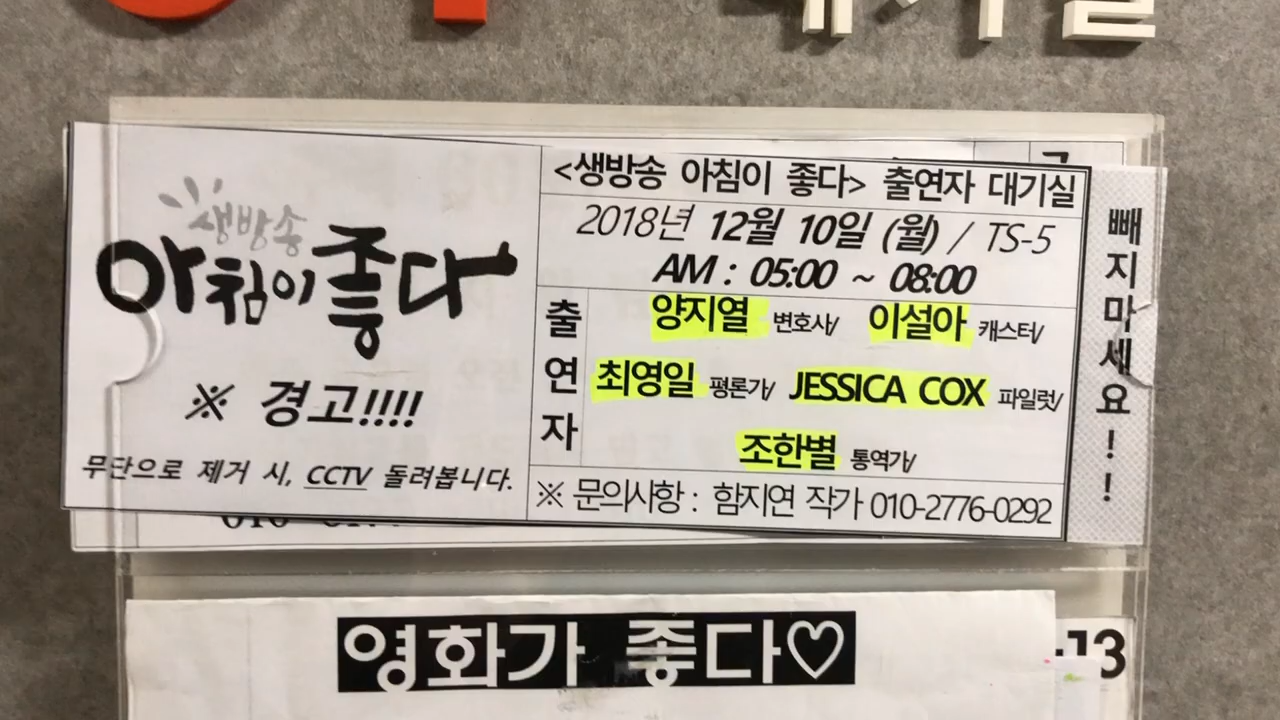 대기실
생방송
아침이 좋다
※ 경고!!!!
무단으로 제거 시, CCTV 돌려봅니다.
<생방송 아침이 좋다> 출연자 대기실
2018년 12월 10일 (월) / TS-5
AM : 05:00 ~ 08:00
출연자
양지열 변호사/ 이설아 캐스터/
최영일 평론가/ JESSICA COX 파일럿/
조한별 통역가/
※ 문의사항 : 함지연 작가 010-2776-0292
빼지마세요!!
영화가 좋다♡
-13